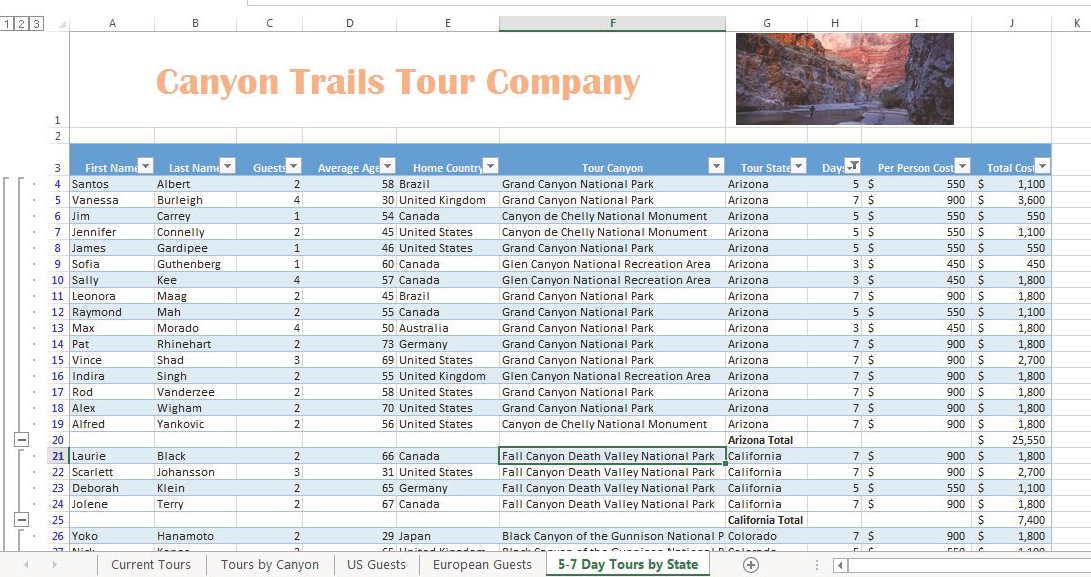 1 2 3 A B C D E F G H I J K
Canyon Trails Tour Company
1
2
3 First Name Last Name Guests Average Age Home Country Tour Canyon Tour State Days Per Person Cost Total Cost
4 Santos Albert 2 58 Brazil Grand Canyon National Park Arizona 5 $ 550 $ 1,100
5 Vanessa Burleigh 4 30 United Kingdom Grand Canyon National Park Arizona 7 $ 900 $ 3,600
6 Jim Carrey 1 54 Canada Canyon de Chelly National Monument Arizona 5 $ 550 $ 550
7 Jennifer Connelly 2 45 United States Canyon de Chelly National Monument Arizona 5 $ 550 $ 1,100
8 James Gardipee 1 46 United States Grand Canyon National Park Arizona 5 $ 550 $ 550
9 Sofia Guthenberg 1 60 Canada Glen Canyon National Recreation Area Arizona 3 $ 450 $ 450
10 Sally Kee 4 57 Canada Glen Canyon National Recreation Area Arizona 3 $ 450 $ 1,800
11 Leonora Maag 2 45 Brazil Grand Canyon National Park Arizona 7 $ 900 $ 1,800
12 Raymond Mah 2 55 Canada Grand Canyon National Park Arizona 5 $ 550 $ 1,100
13 Max Morado 4 50 Australia Grand Canyon National Park Arizona 3 $ 450 $ 1,800
14 Pat Rhinehart 2 73 Germany Grand Canyon National Park Arizona 7 $ 900 $ 1,800
15 Vince Shad 3 69 United States Grand Canyon National Park Arizona 7 $ 900 $ 2,700
16 Indira Singh 2 55 United Kingdom Glen Canyon National Recreation Area Arizona 7 $ 900 $ 1,800
17 Rod Vanderzee 2 58 United States Grand Canyon National Park Arizona 7 $ 900 $ 1,800
18 Alex Wigham 2 70 United States Grand Canyon National Park Arizona 7 $ 900 $ 1,800
19 Alfred Yankovic 2 56 United States Canyon de Chelly National Monument Arizona 7 $ 900 $ 1,800
20 Arizona Total $ 25,550
21 Laurie Black 2 66 Canada Fall Canyon Death Valley National Park California 7 $ 900 $ 1,800
22 Scarlett Johansson 3 31 United States Fall Canyon Death Valley National Park California 7 $ 900 $ 2,700
23 Deborah Klein 2 65 Germany Fall Canyon Death Valley National Park California 5 $ 550 $ 1,100
24 Jolene Terry 2 67 Canada Fall Canyon Death Valley National Park California 7 $ 900 $ 1,800
25 California Total $ 7,400
26 Yoko Hanamoto 2 29 Japan Black Canyon of the Gunnison National P Colorado 7 $ 900 $ 1,800
Current Tours Tours by Canyon US Guests European Guests 5-7 Day Tours by State